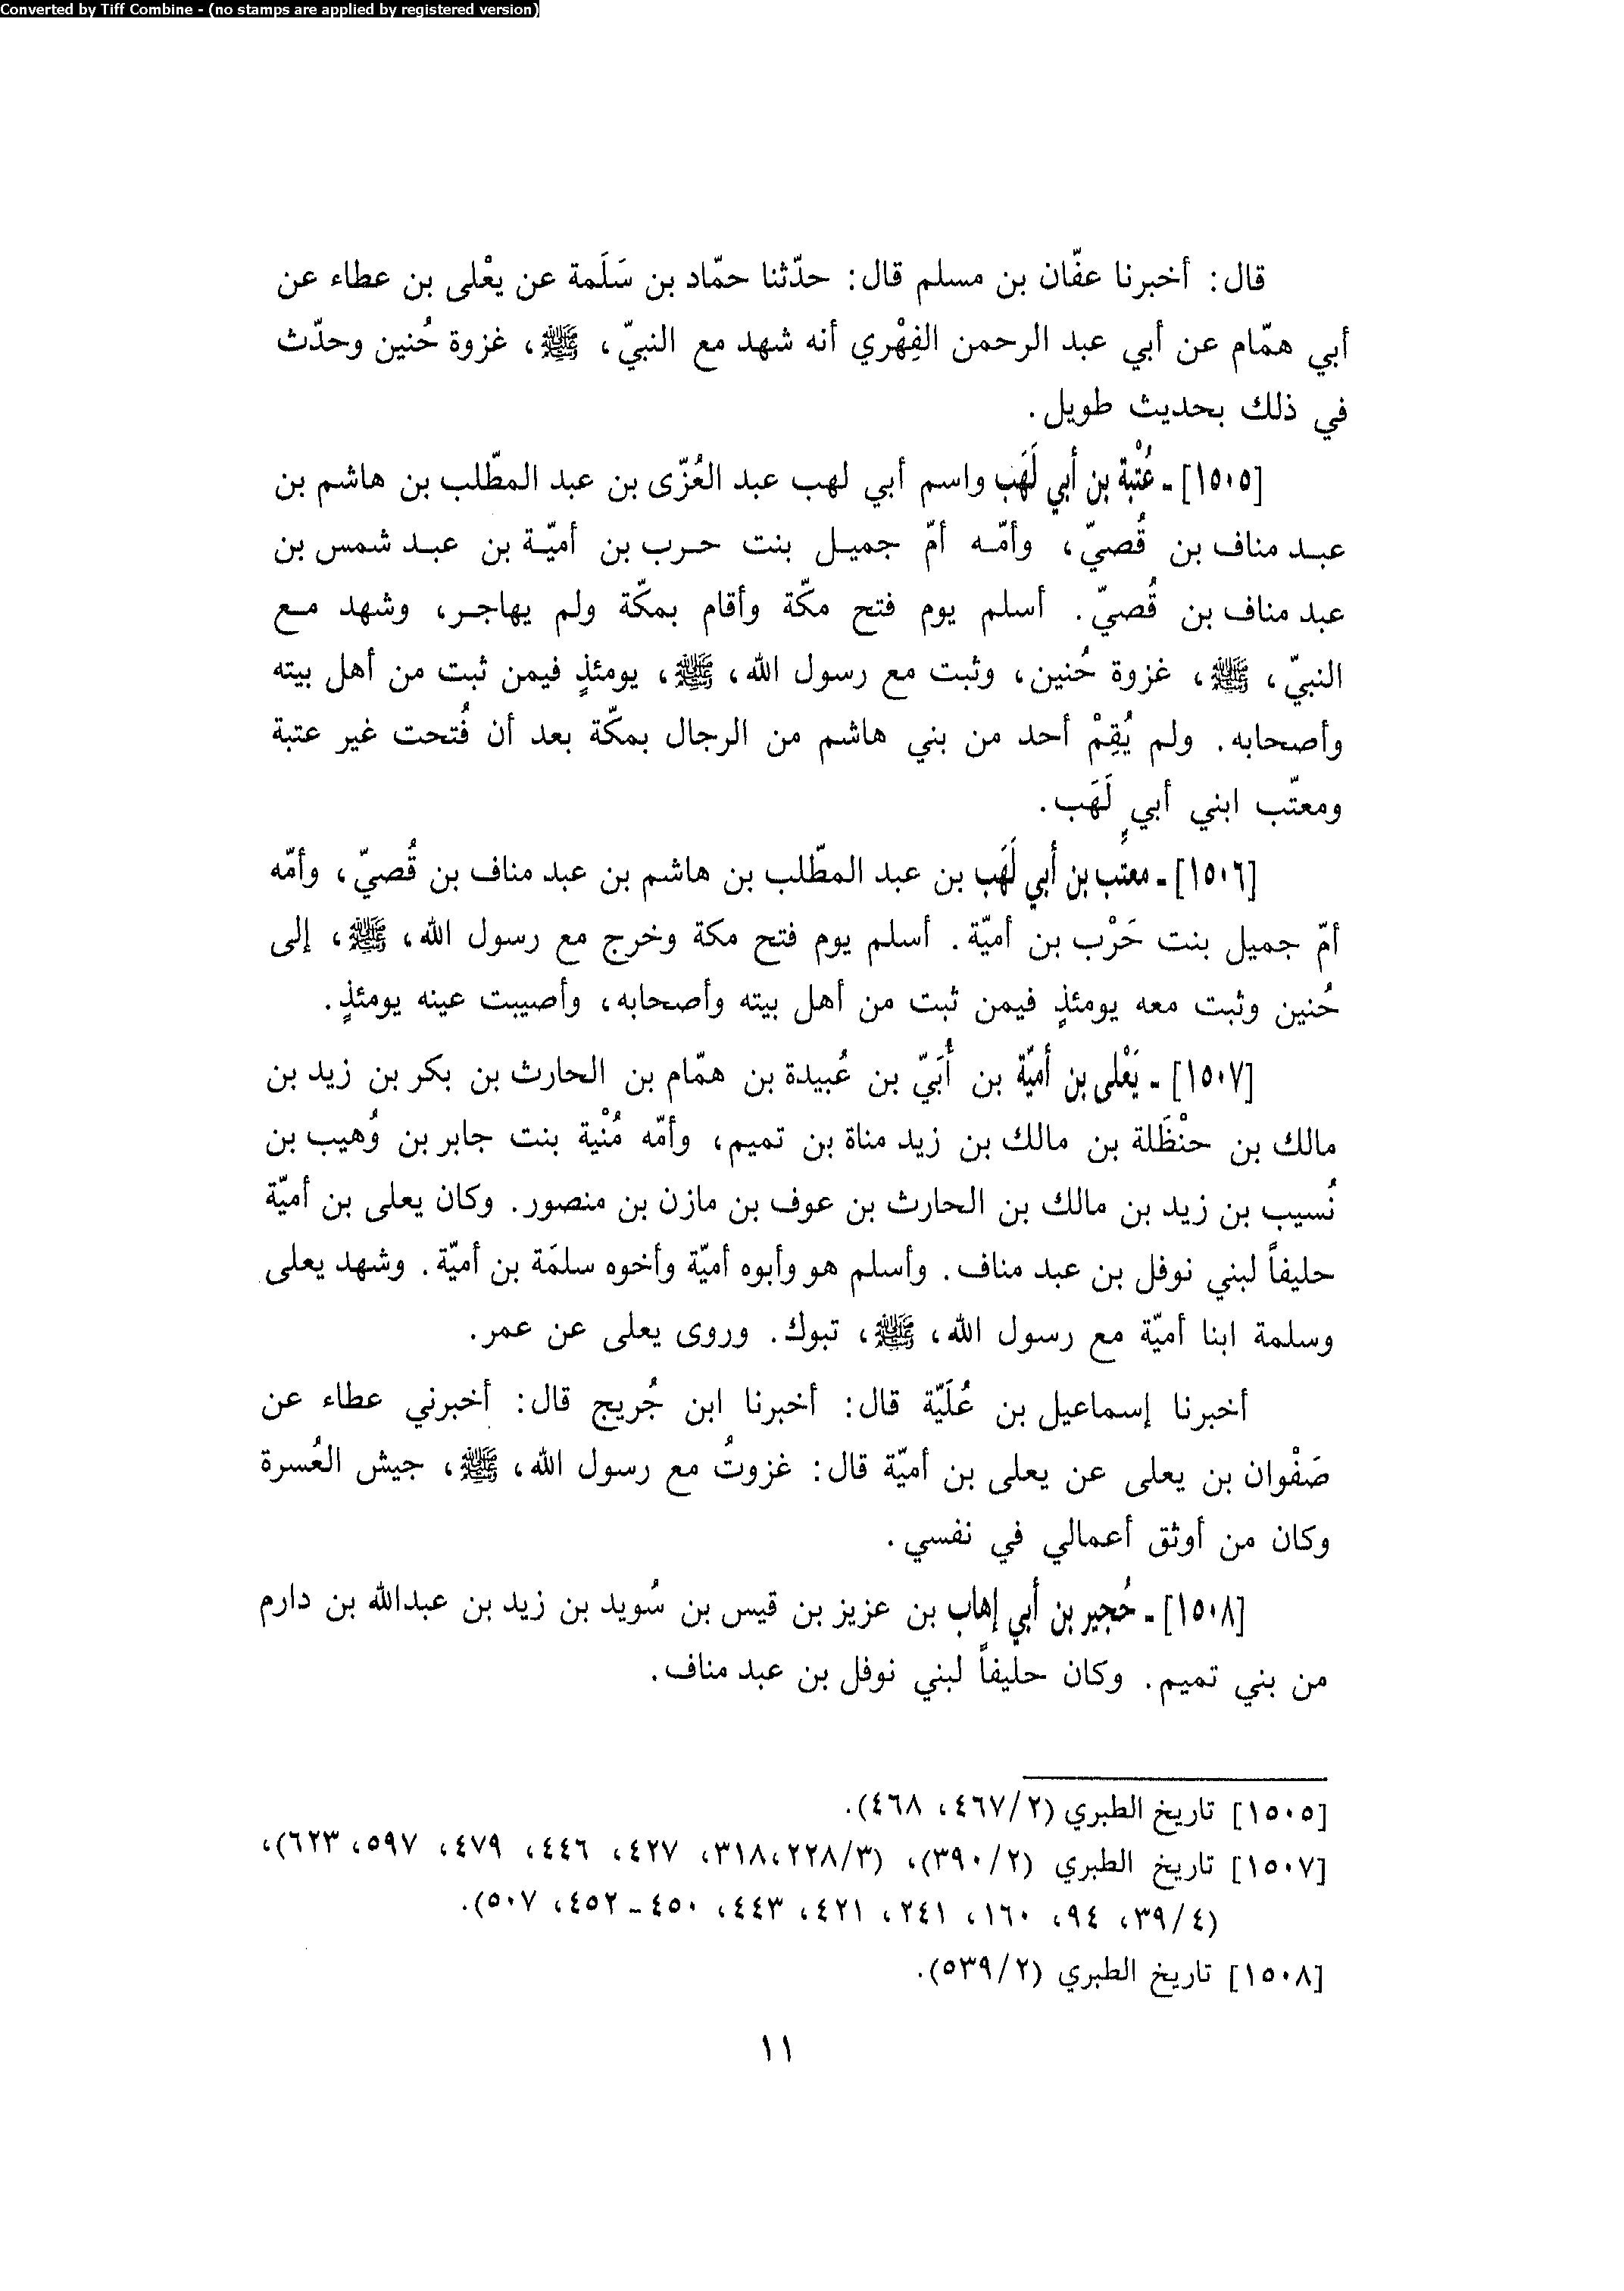 Converted by Tiff Combine - (no stamps are applied by registered version)
قال: أخبرنا عفّان بن مسلم قال: حدّثنا حمّاد بن سَلَمة عن يعْلى بن عطاء عن
أبي همّام عن أبي عبد الرحمن الفِهْري أنه شهد مع النبيّ، ﷺ، غزوة حُنين وحدّث
في ذلك بحديث طويل.
[١٥٠٥] ـ عُتْبة بن أبي لَهَب واسم أبي لهب عبد العُزّى بن عبد المطّلب بن هاشم بن
عبد مناف بن قُصيّ، وأمّه أمّ جميل بنت حرب بن أميّة بن عبد شمس بن
عبد مناف بن قُصيّ. أسلم يوم فتح مكّة وأقام بمكّة ولم يهاجر، وشهد مع
النبيّ، ﷺ، غزوة حُنين، وثبت مع رسول الله، ﷺ، يومئذٍ فيمن ثبت من أهل بيته
وأصحابه. ولم يُقِمْ أحد من بني هاشم من الرجال بمكّة بعد أن فُتحت غير عتبة
ومعتّب ابني أبي لَهَب.
[١٥٠٦] ـ معتّب بن أبي لَهَب بن عبد المطّلب بن هاشم بن عبد مناف بن قُصيّ، وأمّه
أمّ جميل بنت حَرْب بن أميّة. أسلم يوم فتح مكة وخرج مع رسول الله، ﷺ، إلى
حُنين وثبت معه يومئذٍ فيمن ثبت من أهل بيته وأصحابه، وأصيبت عينه يومئذٍ.
[١٥٠٧] ـ يَعْلى بن أميّة بن أُبَيّ بن عُبيدة بن همّام بن الحارث بن بكر بن زيد بن
مالك بن حنْظَلة بن مالك بن زيد مناة بن تميم، وأمّه مُنْية بنت جابر بن وُهيب بن
نُسيب بن زيد بن مالك بن الحارث بن عوف بن مازن بن منصور. وكان يعلى بن أميّة
حليفاً لبني نوفل بن عبد مناف. وأسلم هو وأبوه أميّة وأخوه سلمَة بن أميّة. وشهد يعلى
وسلمة ابنا أميّة مع رسول الله، ﷺ، تبوك. وروى يعلى عن عمر.
أخبرنا إسماعيل بن عُلَيّة قال: أخبرنا ابن جُريج قال: أخبرني عطاء عن
صَفْوان بن يعلى عن يعلى بن أميّة قال: غزوتُ مع رسول الله، ﷺ، جيش العُسرة
وكان من أوثق أعمالي في نفسي.
[١٥٠٨] ـ حُجير بن أبي إهاب بن عزيز بن قيس بن سُويد بن زيد بن عبدالله بن دارم
من بني تميم. وكان حليفاً لبني نوفل بن عبد مناف.
[١٥٠٥] تاريخ الطبري (٢/ ٤٦٧، ٤٦٨).
[١٥٠٧] تاريخ الطبري (٢/ ٣٩٠)، (٣/ ٢٢٨،٣١٨، ٤٢٧، ٤٤٦، ٤٧٩، ٥٩٧، ٦٢٣)،
(٤/ ٣٩، ٩٤، ١٦٠، ٢٤١، ٤٢١، ٤٤٣، ٤٥٠ ـ ٤٥٢، ٥٠٧).
[١٥٠٨] تاريخ الطبري (٢/ ٥٣٩).
١١